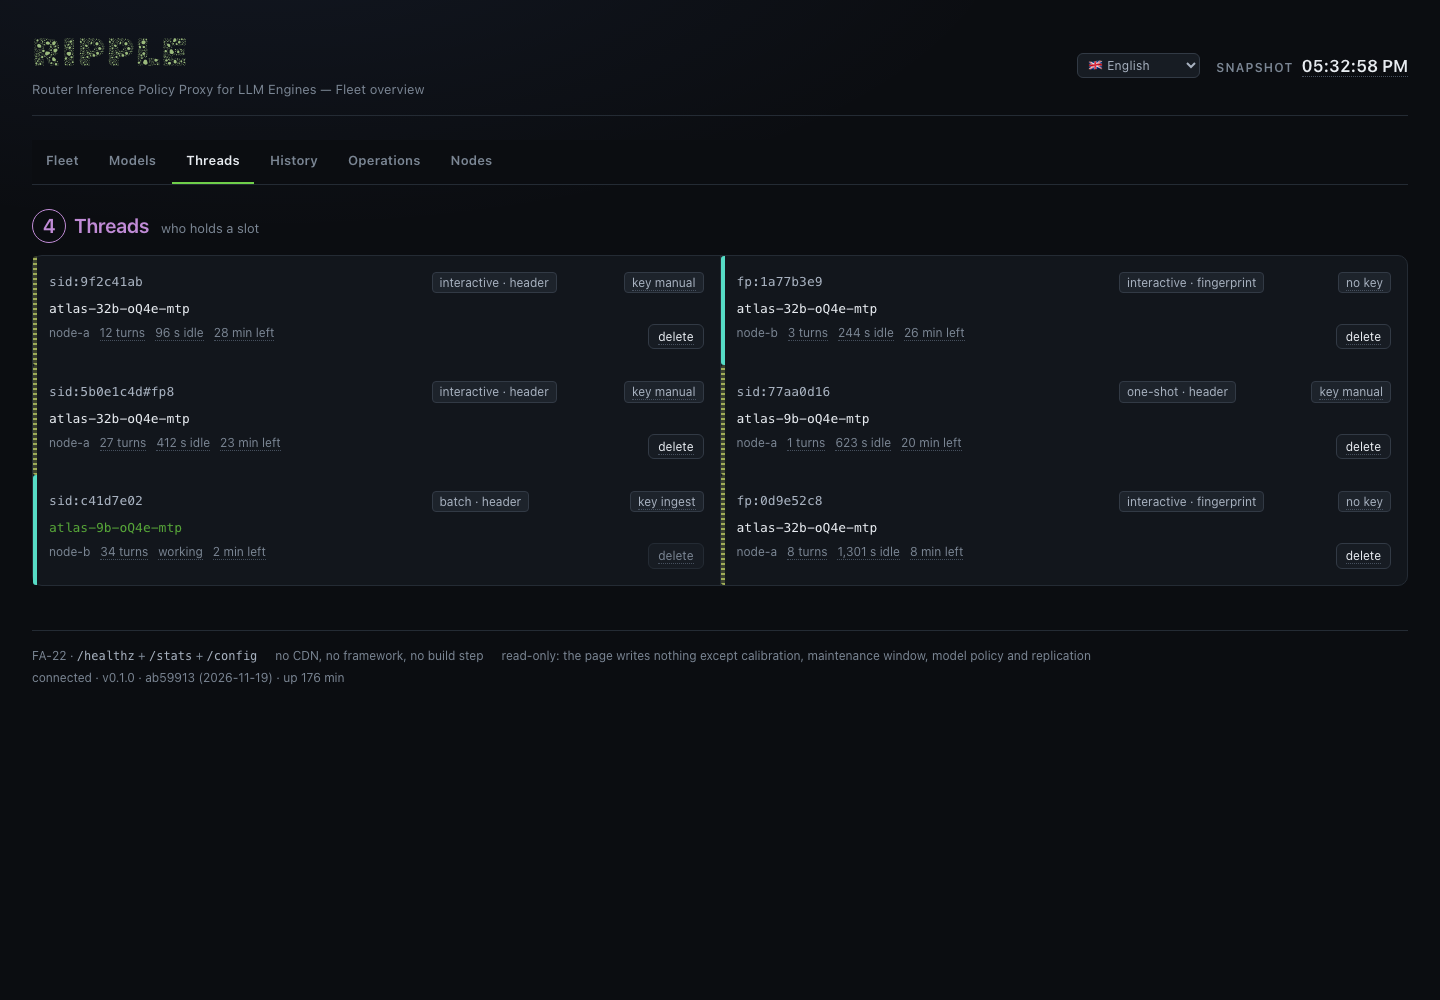 RIPPLE
Router Inference Policy Proxy for LLM Engines — Fleet overview
English
SNAPSHOT 05:32:58 PM
Fleet Models Threads History Operations Nodes
4 Threads who holds a slot
sid:9f2c41ab interactive · header key manual
atlas-32b-oQ4e-mtp
node-a 12 turns 96 s idle 28 min left delete
fp:1a77b3e9 interactive · fingerprint no key
atlas-32b-oQ4e-mtp
node-b 3 turns 244 s idle 26 min left delete
sid:5b0e1c4d#fp8 interactive · header key manual
atlas-32b-oQ4e-mtp
node-a 27 turns 412 s idle 23 min left delete
sid:77aa0d16 one-shot · header key manual
atlas-9b-oQ4e-mtp
node-a 1 turns 623 s idle 20 min left delete
sid:c41d7e02 batch · header key ingest
atlas-9b-oQ4e-mtp
node-b 34 turns working 2 min left delete
fp:0d9e52c8 interactive · fingerprint no key
atlas-32b-oQ4e-mtp
node-a 8 turns 1,301 s idle 8 min left delete
FA-22 · /healthz + /stats + /config no CDN, no framework, no build step read-only: the page writes nothing except calibration, maintenance window, model policy and replication
connected · v0.1.0 · ab59913 (2026-11-19) · up 176 min